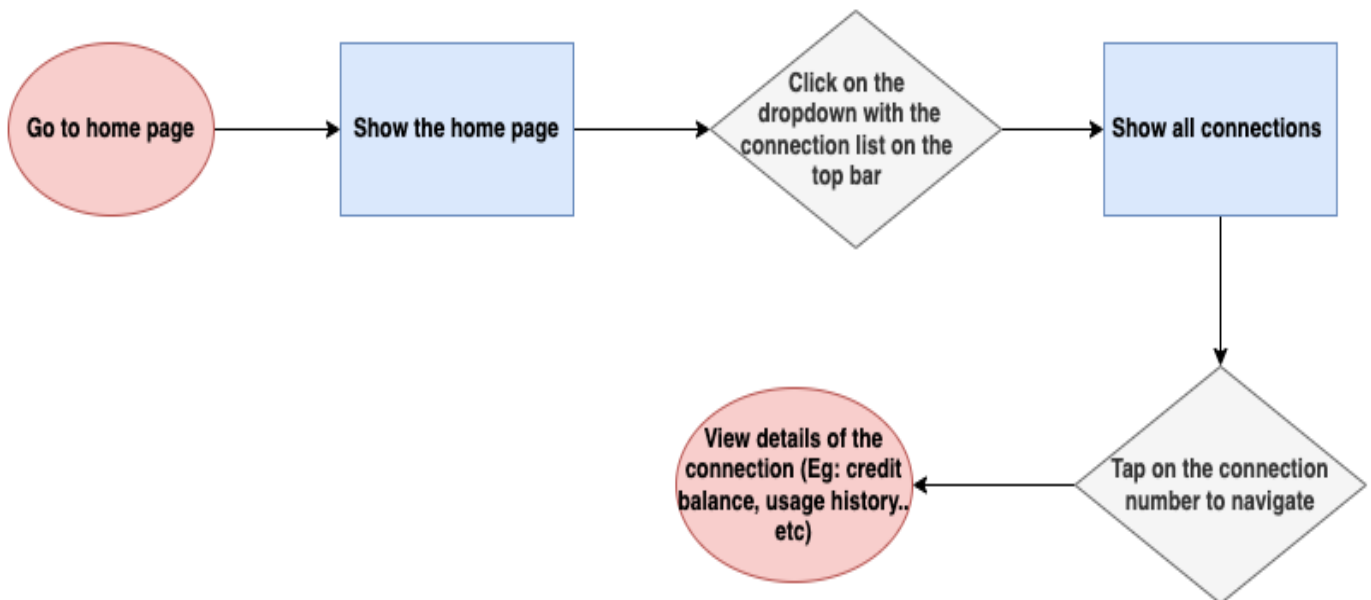 Go to home page
Show the home page
Click on the
dropdown with the
connection list on the
top bar
Show all connections
Tap on the connection
number to navigate
View details of the
connection (Eg: credit
balance, usage history..
etc)